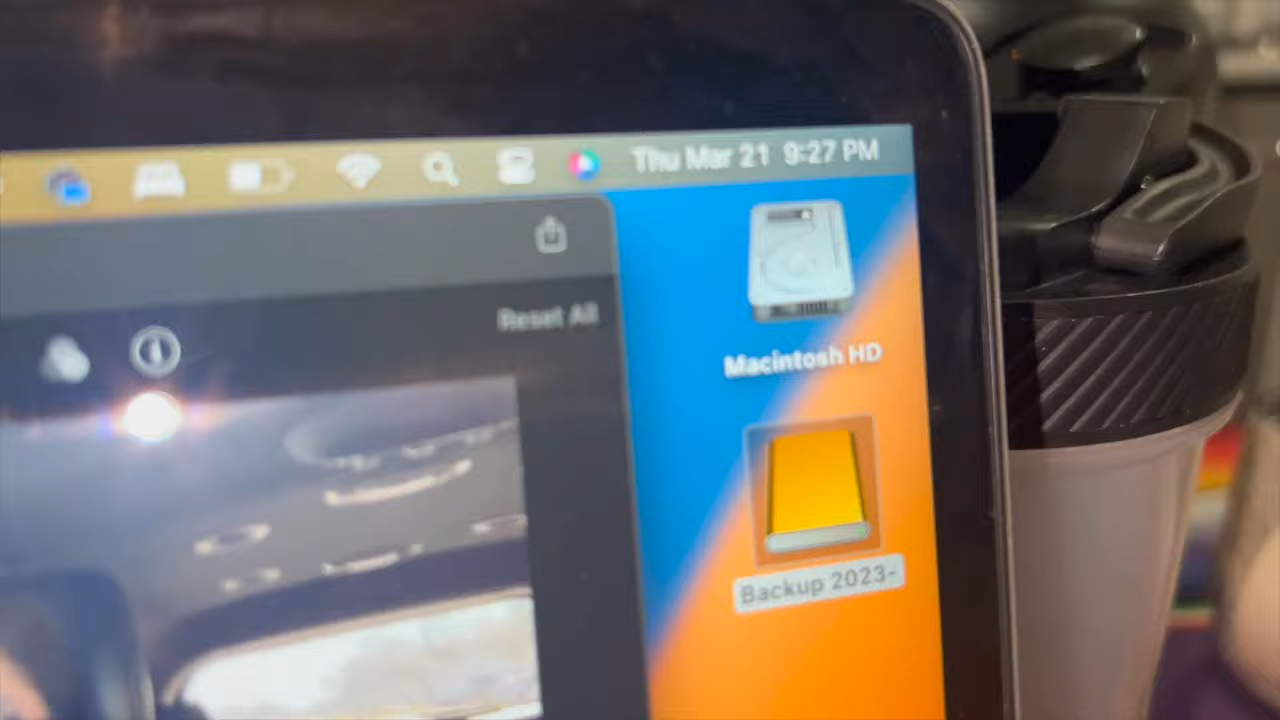 Thu Mar 21 9:27 PM
Reset All
Macintosh HD
Backup 2023-